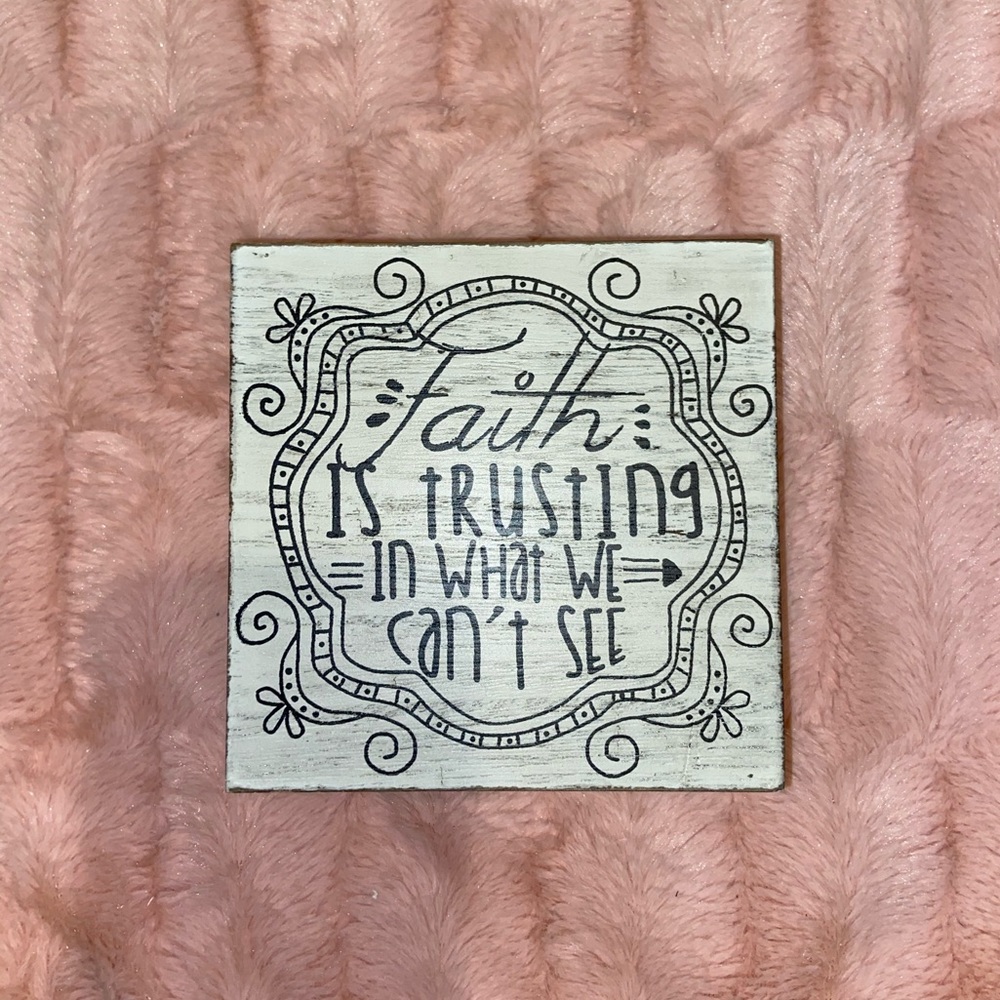 Faith
IS tRUStING
IN WHat WE
can't SEE